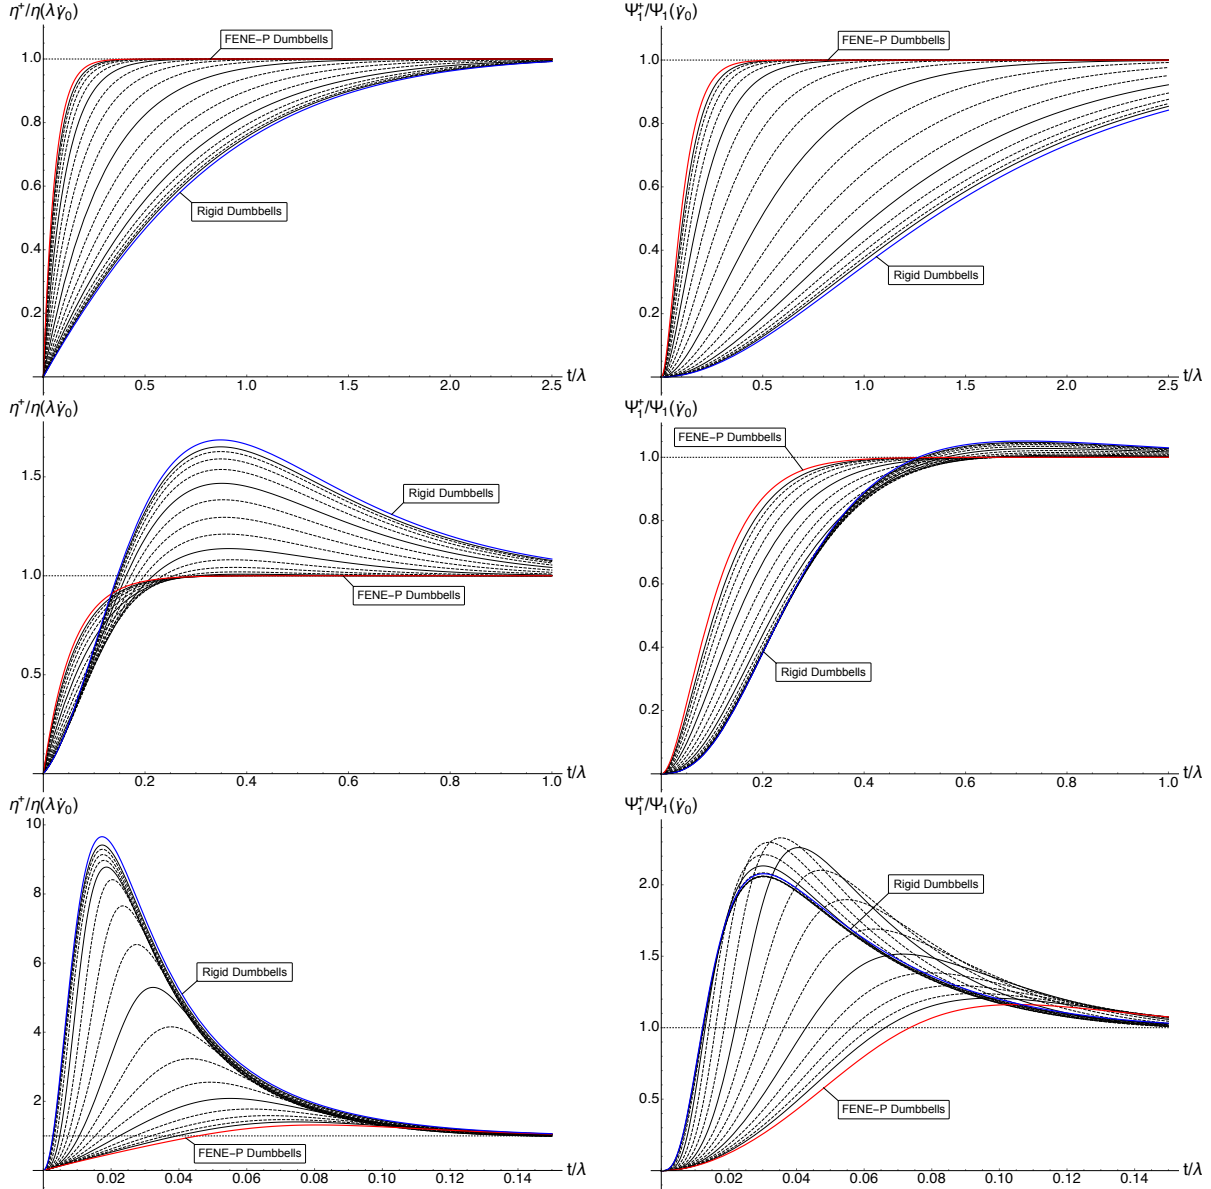 η⁺/η(λγ̇₀)
1.0
0.8
0.6
0.4
0.2
FENE−P Dumbbells
Rigid Dumbbells
0.5 1.0 1.5 2.0 2.5 t/λ
Ψ₁⁺/Ψ₁(γ̇₀)
1.0
0.8
0.6
0.4
0.2
FENE−P Dumbbells
Rigid Dumbbells
0.5 1.0 1.5 2.0 2.5 t/λ
η⁺/η(λγ̇₀)
1.5
1.0
0.5
Rigid Dumbbells
FENE−P Dumbbells
0.2 0.4 0.6 0.8 1.0 t/λ
Ψ₁⁺/Ψ₁(γ̇₀)
1.0
0.8
0.6
0.4
0.2
FENE−P Dumbbells
Rigid Dumbbells
0.2 0.4 0.6 0.8 1.0 t/λ
η⁺/η(λγ̇₀)
10
8
6
4
2
Rigid Dumbbells
FENE−P Dumbbells
0.02 0.04 0.06 0.08 0.10 0.12 0.14 t/λ
Ψ₁⁺/Ψ₁(γ̇₀)
2.0
1.5
1.0
0.5
Rigid Dumbbells
FENE−P Dumbbells
0.02 0.04 0.06 0.08 0.10 0.12 0.14 t/λ